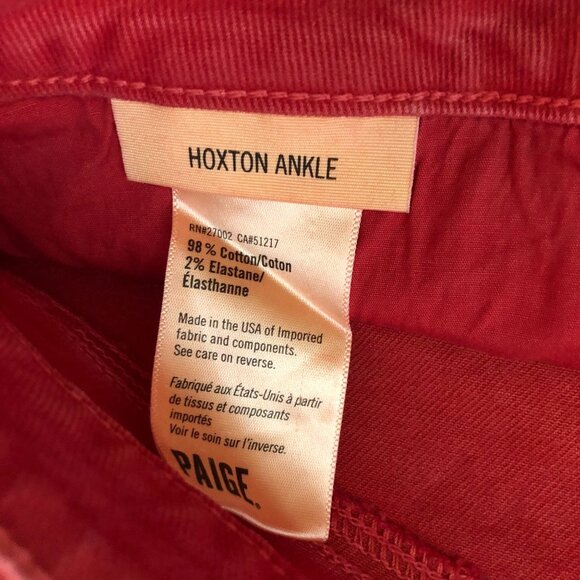 HOXTON ANKLE
RN#27002 CA#51217
98% Cotton/Coton
2% Elastane/
Élasthanne
Made in the USA of Imported
fabric and components.
See care on reverse.
Fabriqué aux États-Unis à partir
de tissus et composants
importés
Voir le soin sur l'inverse.
PAIGE.